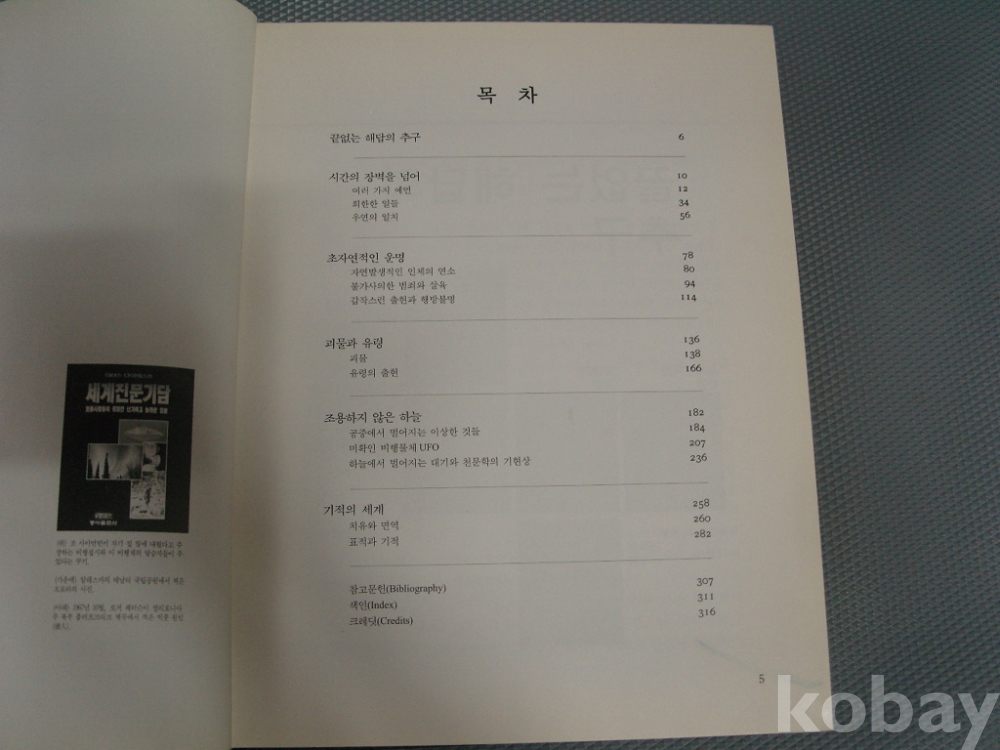 세계진문기담
동아출판사
목 차
끝없는 해답의 추구 6
시간의 장벽을 넘어 10
여러 가지 예언 12
희한한 일들 34
우연의 일치 56
초자연적인 운명 78
자연발생적인 인체의 연소 80
불가사의한 범죄와 살육 94
갑작스런 출현과 행방불명 114
괴물과 유령 136
괴물 138
유령의 출현 166
조용하지 않은 하늘 182
공중에서 떨어지는 이상한 것들 184
미확인 비행물체 UFO 207
하늘에서 벌어지는 대기와 천문학의 기현상 236
기적의 세계 258
치유와 면역 260
표적과 기적 282
참고문헌(Bibliography) 307
색인(Index) 311
크레딧(Credits) 316
5
kobay